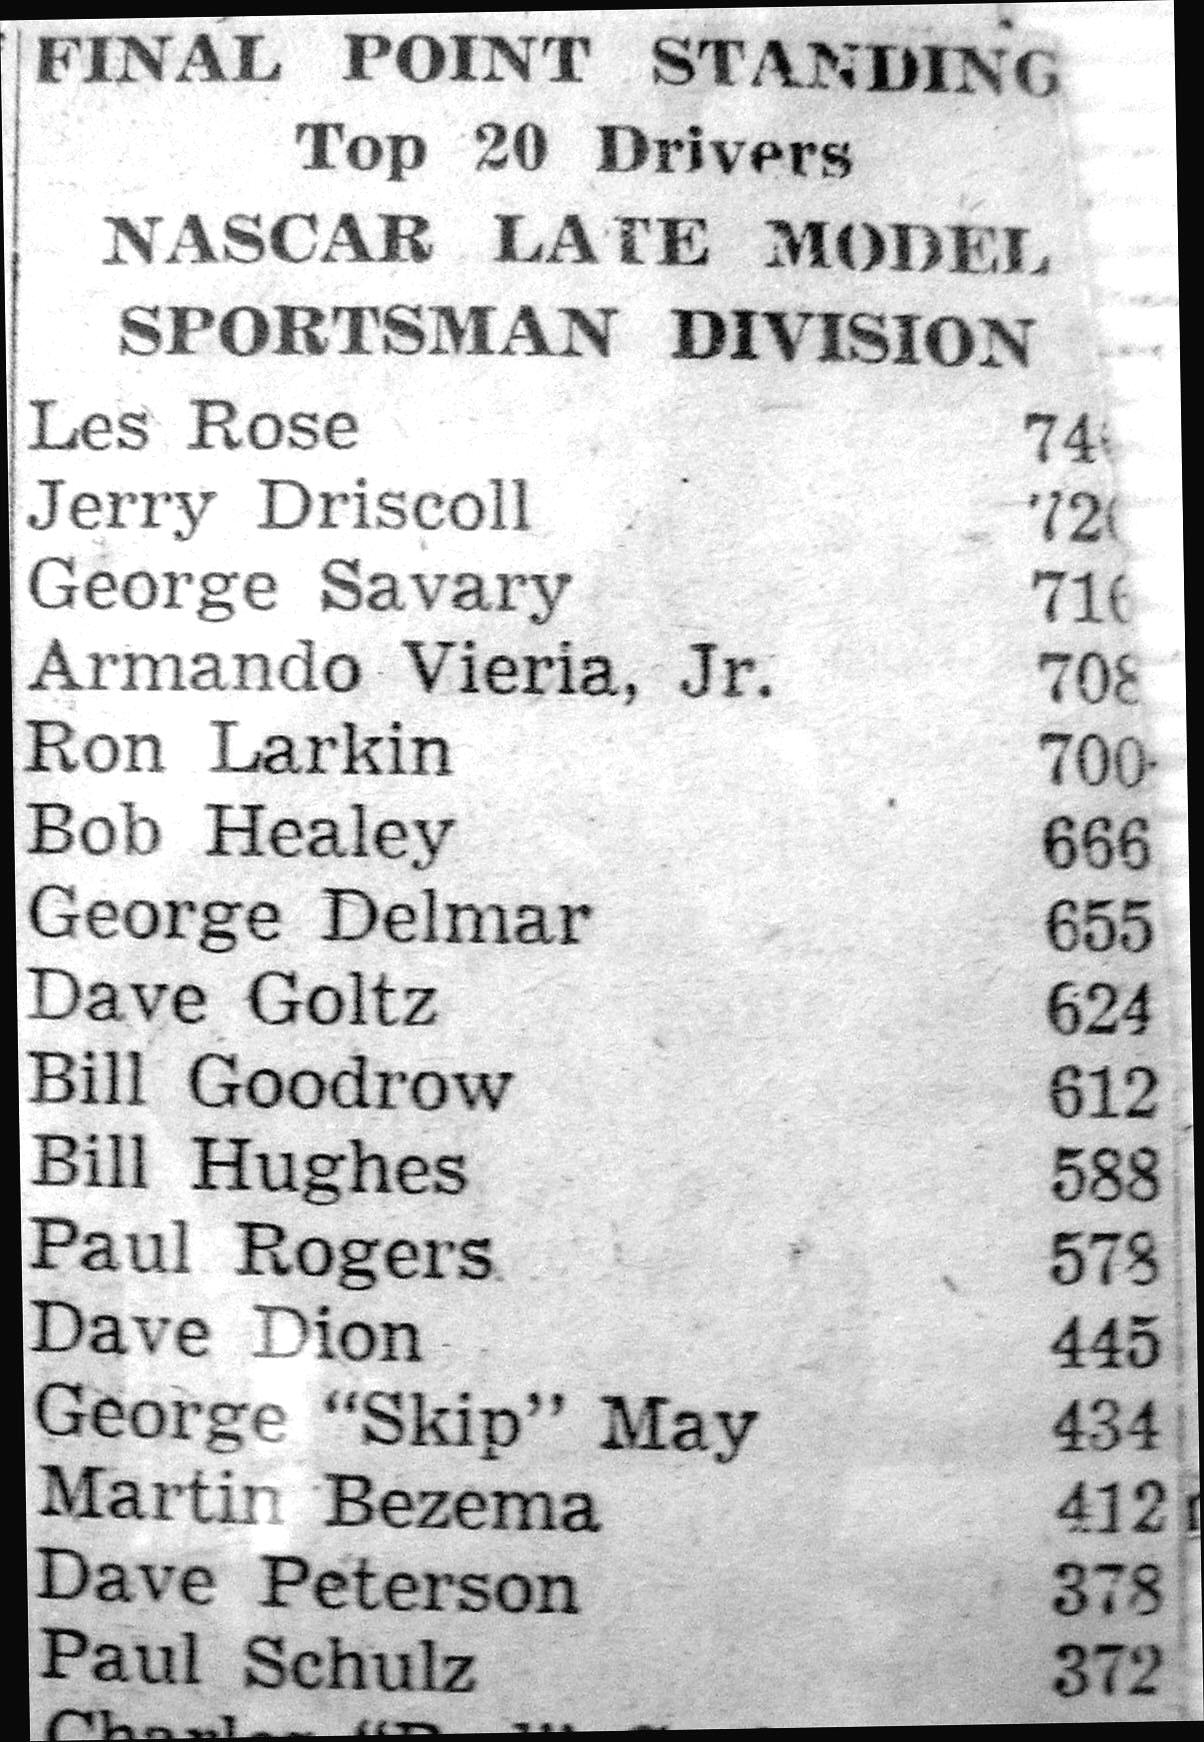 FINAL POINT STANDING
Top 20 Drivers
NASCAR LATE MODEL
SPORTSMAN DIVISION
Les Rose
Jerry Driscoll
George Savary 716
Armando Vieria, Jr. 708
Ron Larkin 700
Bob Healey 666
George Delmar 655
Dave Goltz 624
Bill Goodrow 612
Bill Hughes 588
Paul Rogers 578
Dave Dion 445
George “Skip” May 434
Martin Bezema 412
Dave Peterson 378
Paul Schulz 372